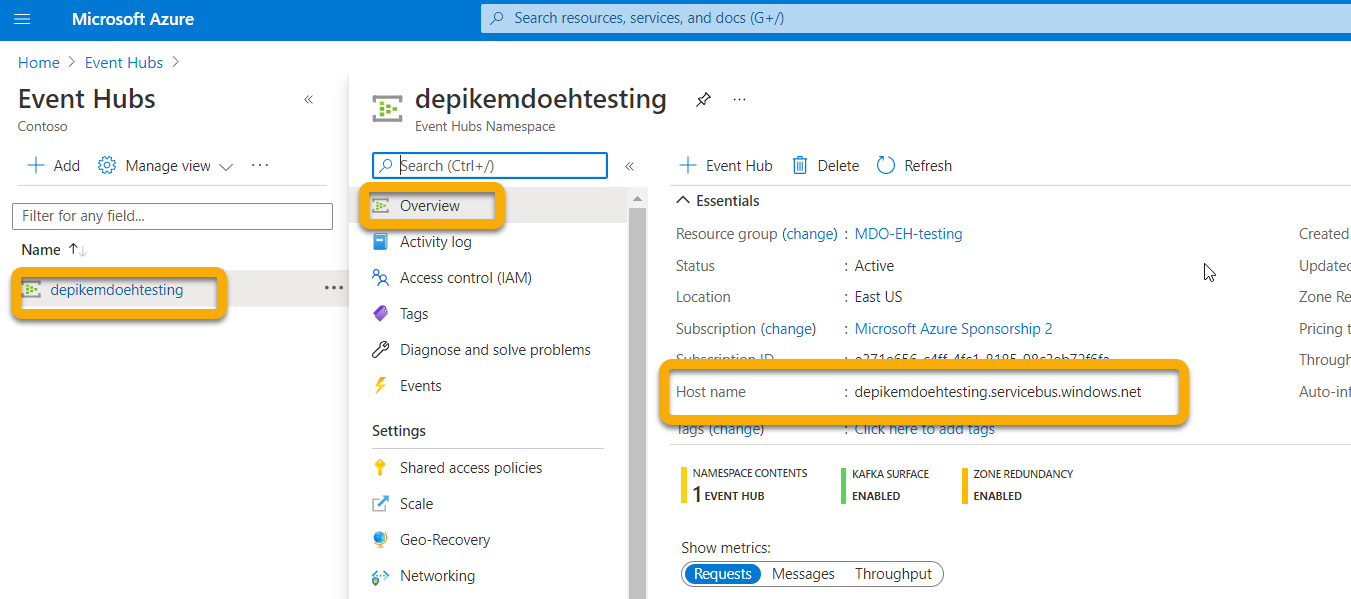 Microsoft Azure
Search resources, services, and docs (G+/)
Home > Event Hubs >
Event Hubs
Contoso
Add Manage view ...
Filter for any field...
Name
depikemdoehtesting ...
depikemdoehtesting ...
Event Hubs Namespace
Search (Ctrl+/)
Overview
Activity log
Access control (IAM)
Tags
Diagnose and solve problems
Events
Settings
Shared access policies
Scale
Geo-Recovery
Networking
Event Hub Delete Refresh
Essentials
Resource group (change) : MDO-EH-testing
Status : Active
Location : East US
Subscription (change) : Microsoft Azure Sponsorship 2
Subscription ID :
Host name : depikemdoehtesting.servicebus.windows.net
Tags (change) : Click here to add tags
Created
Updated
Zone Re
Pricing t
Through
Auto-inf
NAMESPACE CONTENTS
1 EVENT HUB
KAFKA SURFACE
ENABLED
ZONE REDUNDANCY
ENABLED
Show metrics:
Requests Messages Throughput